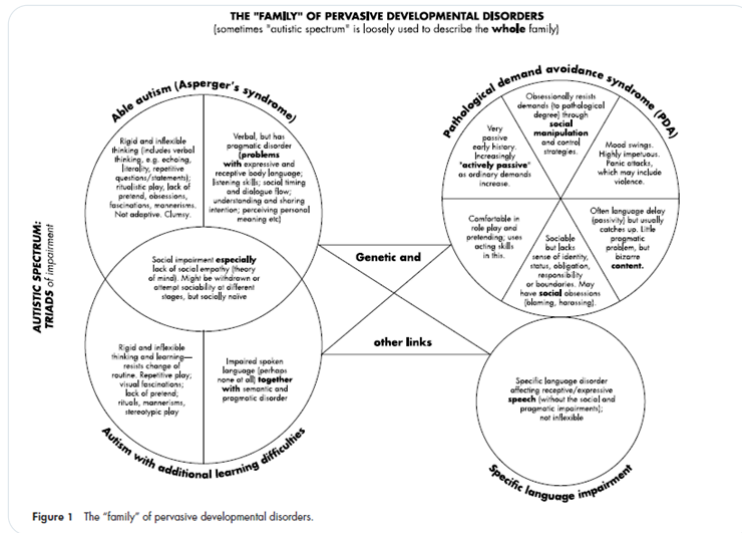 THE "FAMILY" OF PERVASIVE DEVELOPMENTAL DISORDERS
(sometimes "autistic spectrum" is loosely used to describe the whole family)
Able autism (Asperger's syndrome)
Rigid and inflexible
thinking (includes verbal
thinking, e.g. echoing,
literality, repetitive
questions/statements);
ritualistic play, lack of
pretend, obsessions,
fascinations, mannerisms.
Not adaptive. Clumsy.
Verbal, but has
pragmatic disorder
(problems
with expressive and
receptive body language;
listening skills; social timing
and dialogue flow;
understanding and sharing
intention; perceiving personal
meaning etc)
Social impairment especially
lack of social empathy (theory
of mind). Might be withdrawn or
attempt sociability at different
stages, but socially naive
Rigid and inflexible
thinking and learning—
resists change of
routine. Repetitive play;
visual fascinations;
lack of pretend;
rituals, mannerisms,
stereotypic play
Impaired spoken
language (perhaps
none at all) together
with semantic and
pragmatic disorder
Autism with additional learning difficulties
AUTISTIC SPECTRUM:
TRIADS of impairment
Genetic and
other links
Pathological demand avoidance syndrome (PDA)
Very
passive
early history.
Increasingly
"actively passive"
as ordinary demands
increase.
Obsessionally resists
demands (to pathological
degree) through
social
manipulation
and control
strategies.
Mood swings.
Highly impetuous.
Panic attacks,
which may include
violence.
Comfortable in
role play and
pretending; uses
acting skills
in this.
Sociable
but lacks
sense of identity,
status, obligation,
responsibility
or boundaries. May
have social obsessions
(blaming, harassing).
Often language delay
(passivity) but usually
catches up. Little
pragmatic
problem, but
bizarre
content.
Specific language disorder
affecting receptive/expressive
speech (without the social and
pragmatic impairments);
not inflexible
Specific language impairment
Figure 1 The "family" of pervasive developmental disorders.